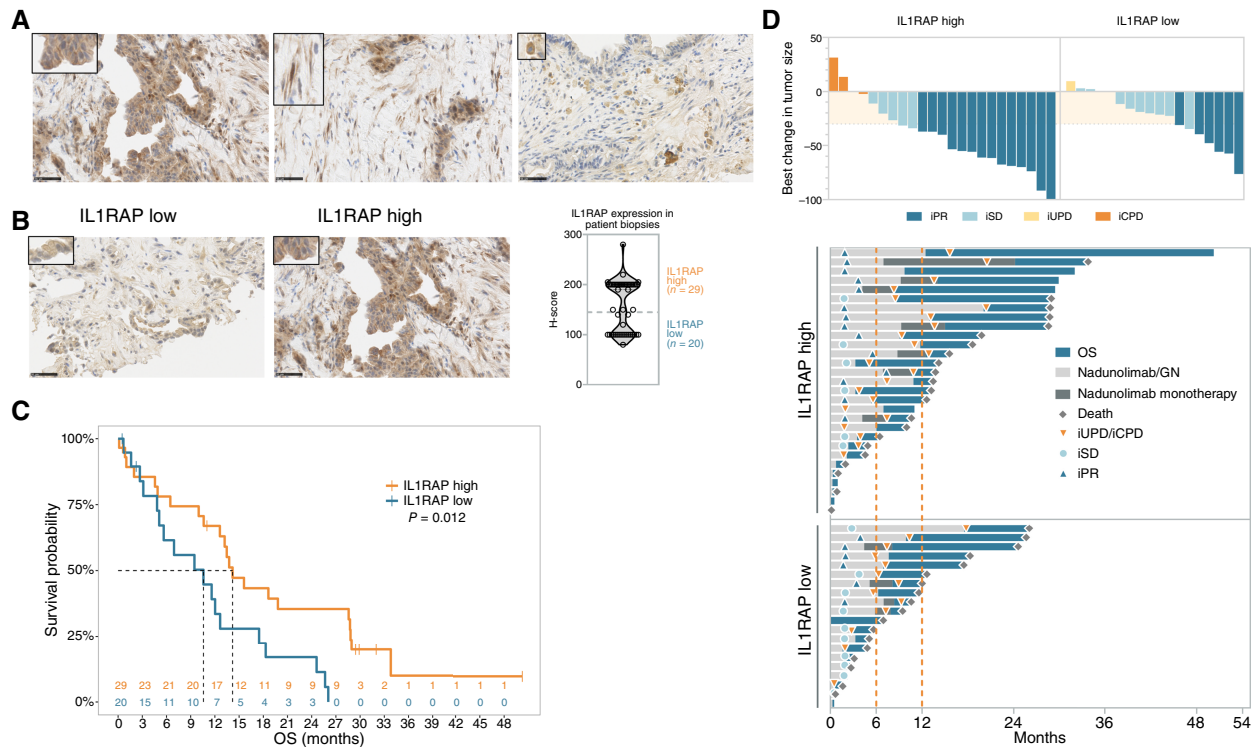 A
B
IL1RAP low
IL1RAP high
IL1RAP expression in
patient biopsies
300
200
100
0
H-score
IL1RAP
high
(n = 29)
IL1RAP
low
(n = 20)
C
100%
75%
50%
25%
0%
Survival probability
IL1RAP high
IL1RAP low
P = 0.012
29 23 21 20 17 12 11 9 9 9 3 2 1 1 1 1 1
20 15 11 10 7 5 4 3 3 0 0 0 0 0 0 0 0
0 3 6 9 12 15 18 21 24 27 30 33 36 39 42 45 48
OS (months)
D
IL1RAP high
IL1RAP low
50
0
−50
−100
Best change in tumor size
iPR
iSD
iUPD
iCPD
IL1RAP high
IL1RAP low
OS
Nadunolimab/GN
Nadunolimab monotherapy
Death
iUPD/iCPD
iSD
iPR
0 6 12 24 36 48 54
Months